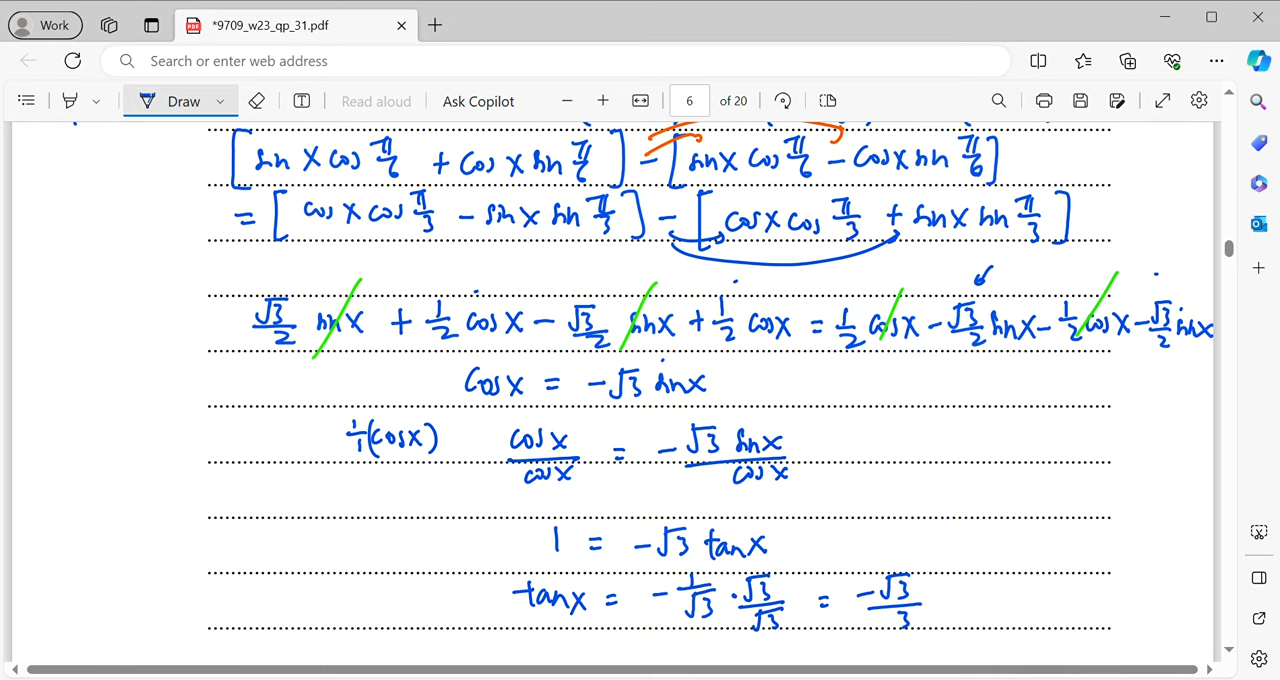 Work
*9709_w23_qp_31.pdf
Search or enter web address
Draw
Read aloud
Ask Copilot
6 of 20
[sin x cos π/6 + cos x sin π/6] - [sin x cos π/6 - cos x sin π/6]
= [cos x cos π/3 - sin x sin π/3] - [cos x cos π/3 + sin x sin π/3]
√3/2 sin x + 1/2 cos x - √3/2 sin x + 1/2 cos x = 1/2 cos x - √3/2 sin x - 1/2 cos x - √3/2 sin x
cos x = -√3 sin x
cos x/cos x = -√3 sin x/cos x
1 = -√3 tan x
tan x = -1/√3 · √3/√3 = -√3/3